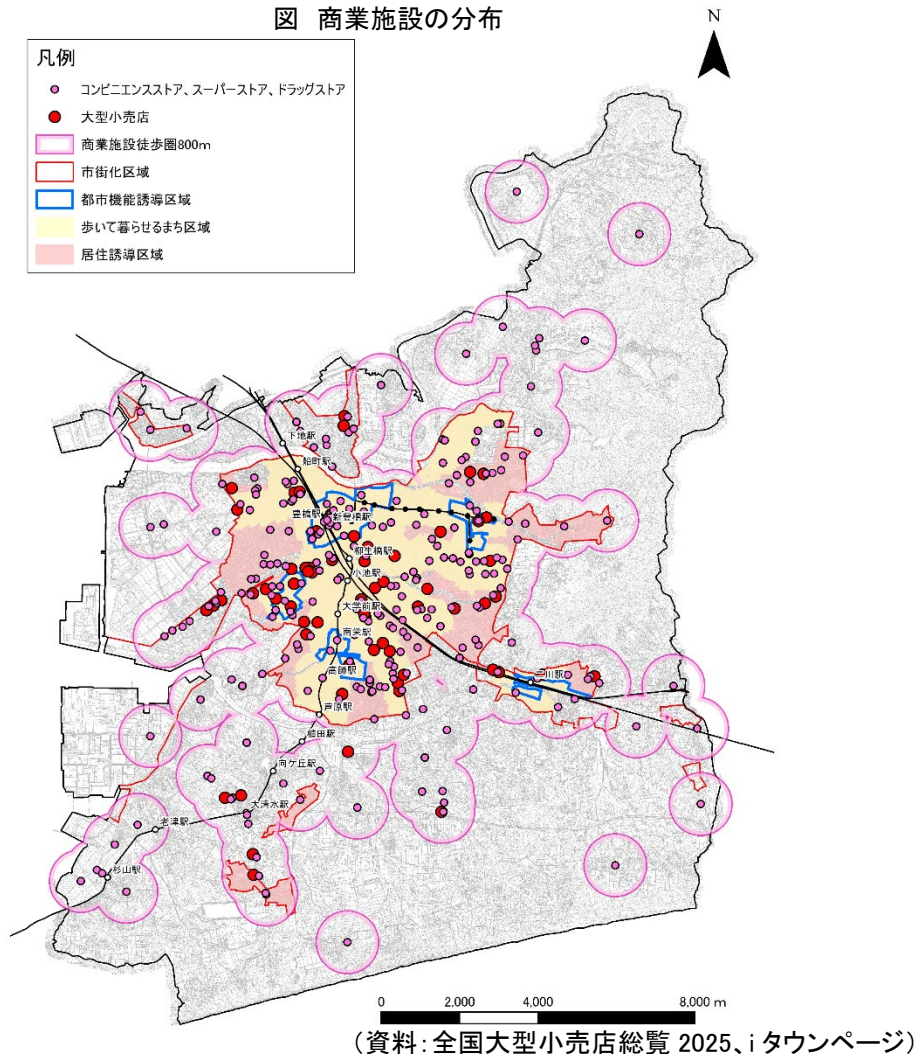 図 商業施設の分布
N
凡例
コンビニエンスストア、スーパーストア、ドラッグストア
大型小売店
商業施設徒歩圏800m
市街化区域
都市機能誘導区域
歩いて暮らせるまち区域
居住誘導区域
下地駅
船町駅
豊橋駅
新豊橋駅
柳生橋駅
小池駅
大学前駅
南栄駅
高師駅
二川駅
芦原駅
植田駅
向ケ丘駅
大清水駅
老津駅
杉山駅
0 2,000 4,000 8,000 m
(資料:全国大型小売店総覧 2025、i タウンページ)